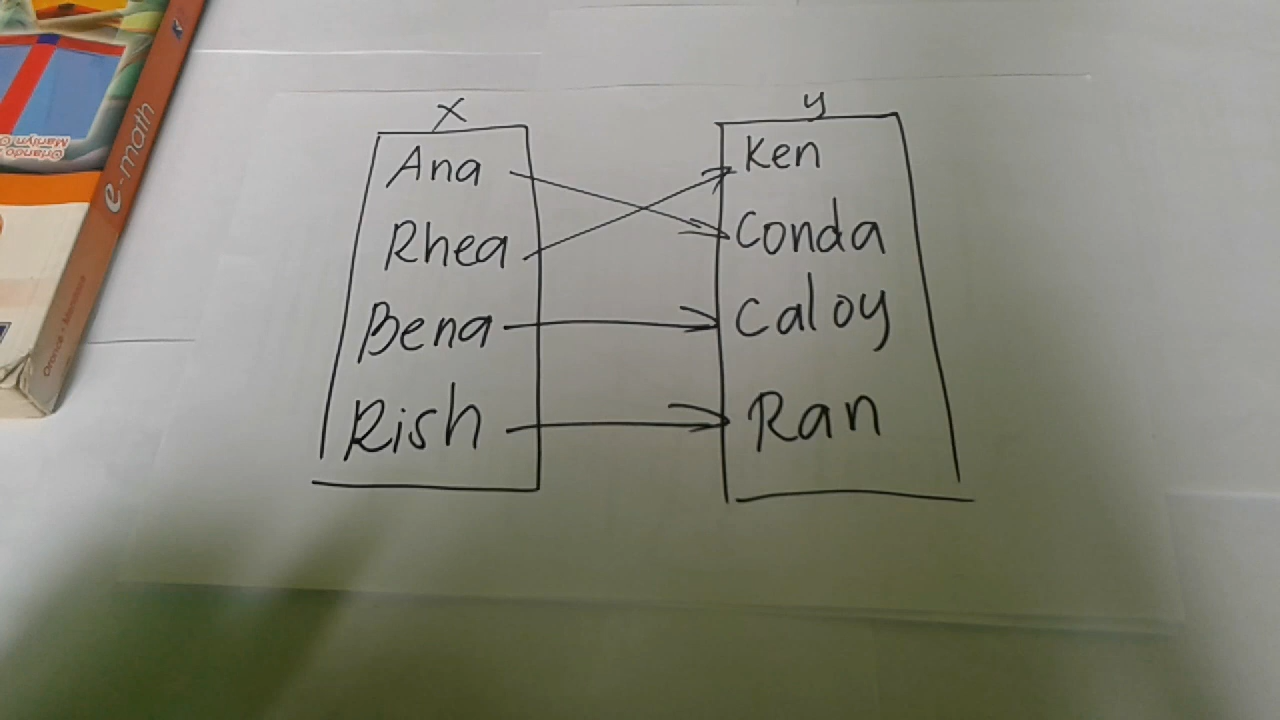 x
y
Ana
Rhea
Bena
Rish
Ken
Conda
Caloy
Ran
e-math